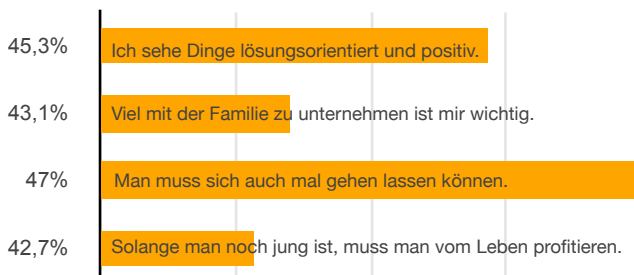 45,3% Ich sehe Dinge lösungsorientiert und positiv.
43,1% Viel mit der Familie zu unternehmen ist mir wichtig.
47% Man muss sich auch mal gehen lassen können.
42,7% Solange man noch jung ist, muss man vom Leben profitieren.